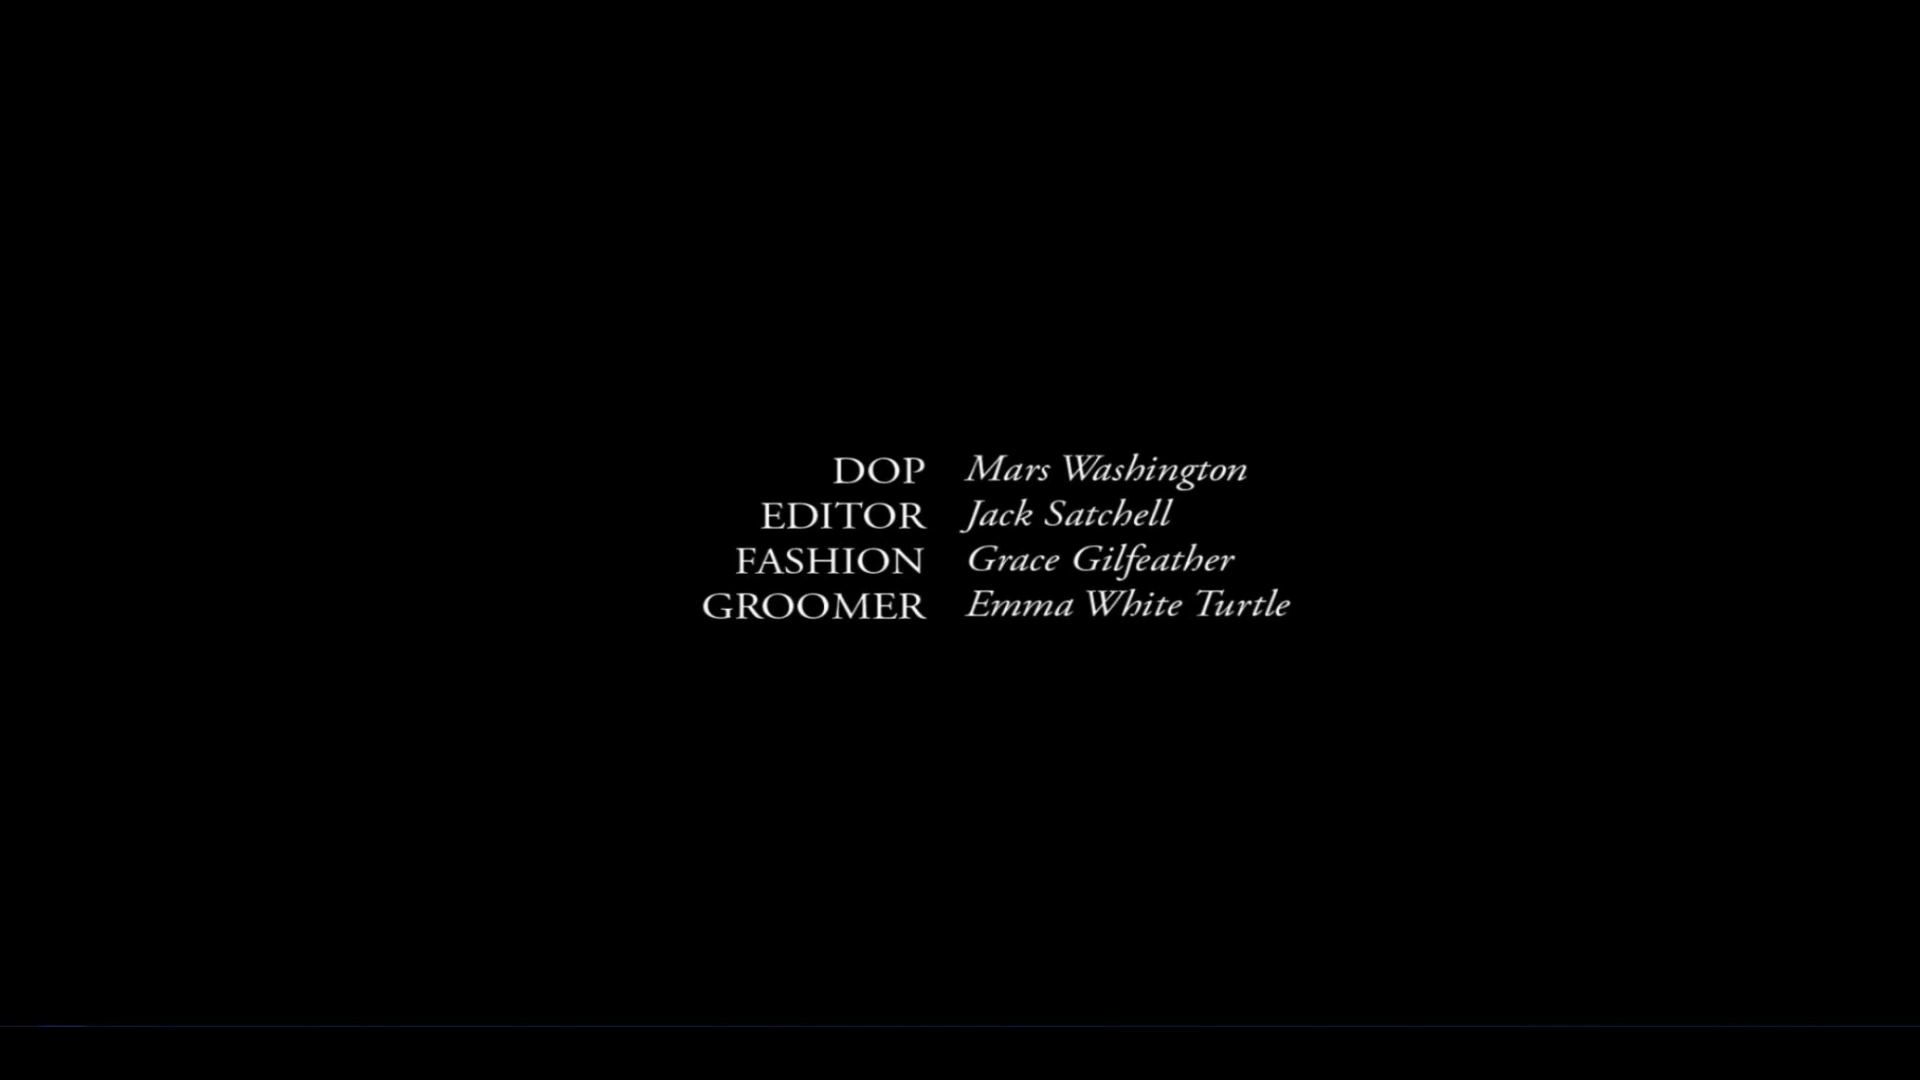 DOP Mars Washington
EDITOR Jack Satchell
FASHION Grace Gilfeather
GROOMER Emma White Turtle